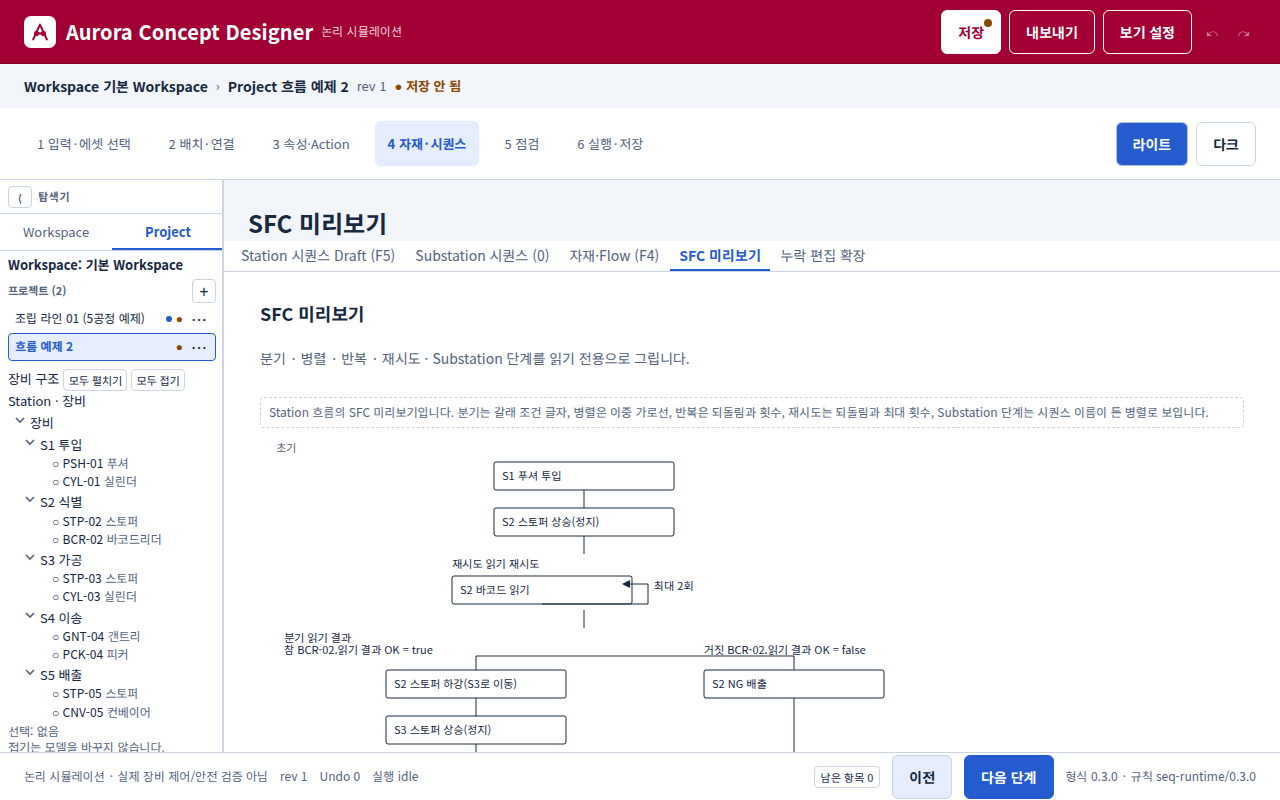 Aurora Concept Designer 논리 시뮬레이션
저장 내보내기 보기 설정
Workspace 기본 Workspace › Project 흐름 예제 2 rev 1 ● 저장 안 됨
1 입력·에셋 선택 2 배치·연결 3 속성·Action 4 자재·시퀀스 5 점검 6 실행·저장
라이트 다크
⟨ 탐색기
Workspace Project
Workspace: 기본 Workspace
프로젝트 (2) +
조립 라인 01 (5공정 예제) ● ● ···
흐름 예제 2 ● ···
장비 구조 모두 펼치기 모두 접기
Station · 장비
장비
S1 투입
○ PSH-01 푸셔
○ CYL-01 실린더
S2 식별
○ STP-02 스토퍼
○ BCR-02 바코드리더
S3 가공
○ STP-03 스토퍼
○ CYL-03 실린더
S4 이송
○ GNT-04 갠트리
○ PCK-04 피커
S5 배출
○ STP-05 스토퍼
○ CNV-05 컨베이어
선택: 없음
접기는 모델을 바꾸지 않습니다.
SFC 미리보기
Station 시퀀스 Draft (F5) Substation 시퀀스 (0) 자재·Flow (F4) SFC 미리보기 누락 편집 확장
SFC 미리보기
분기 · 병렬 · 반복 · 재시도 · Substation 단계를 읽기 전용으로 그립니다.
Station 흐름의 SFC 미리보기입니다. 분기는 갈래 조건 글자, 병렬은 이중 가로선, 반복은 되돌림과 횟수, 재시도는 되돌림과 최대 횟수, Substation 단계는 시퀀스 이름이 든 병렬로 보입니다.
초기
S1 푸셔 투입
S2 스토퍼 상승(정지)
재시도 읽기 재시도
S2 바코드 읽기
최대 2회
분기 읽기 결과
참 BCR-02.읽기 결과 OK = true
거짓 BCR-02.읽기 결과 OK = false
S2 스토퍼 하강(S3로 이동)
S2 NG 배출
S3 스토퍼 상승(정지)
논리 시뮬레이션 · 실제 장비 제어/안전 검증 아님 rev 1 Undo 0 실행 idle
남은 항목 0 이전 다음 단계 형식 0.3.0 · 규칙 seq-runtime/0.3.0